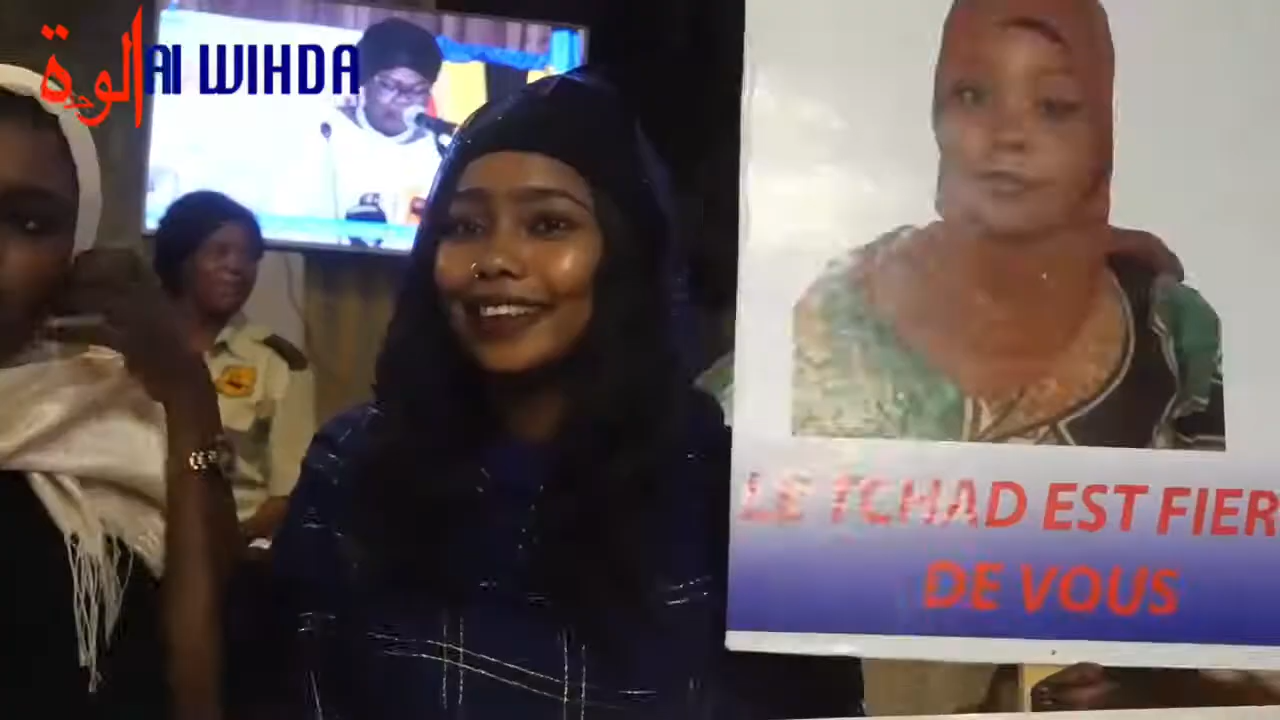 الوحدة
Al WIHDA
LE TCHAD EST FIER
DE VOUS